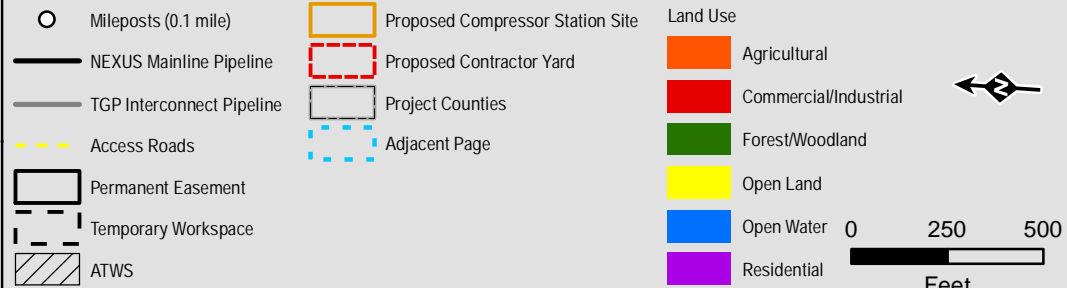 Mileposts (0.1 mile)
NEXUS Mainline Pipeline
TGP Interconnect Pipeline
Access Roads
Permanent Easement
Temporary Workspace
ATWS
Proposed Compressor Station Site
Proposed Contractor Yard
Project Counties
Adjacent Page
Land Use
Agricultural
Commercial/Industrial
Forest/Woodland
Open Land
Open Water
Residential
N
0 250 500
Feet